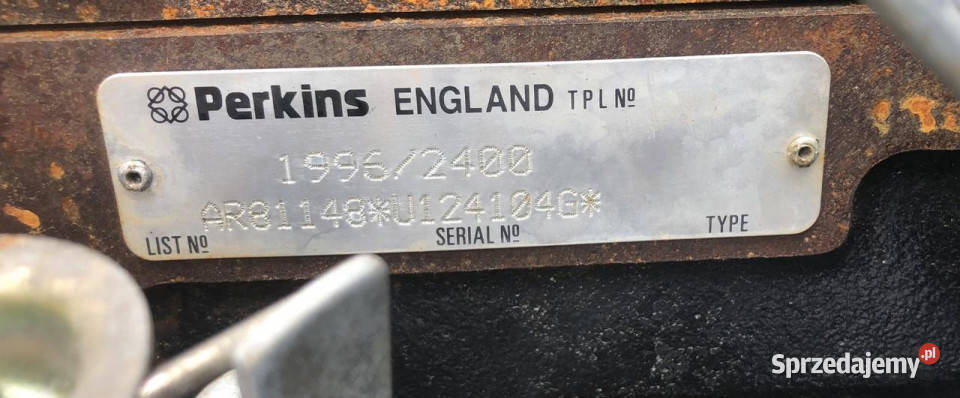 Perkins ENGLAND TPL Nº
1996/2400
AR81148*U124104G*
LIST Nº SERIAL Nº TYPE
Sprzedajemy.pl